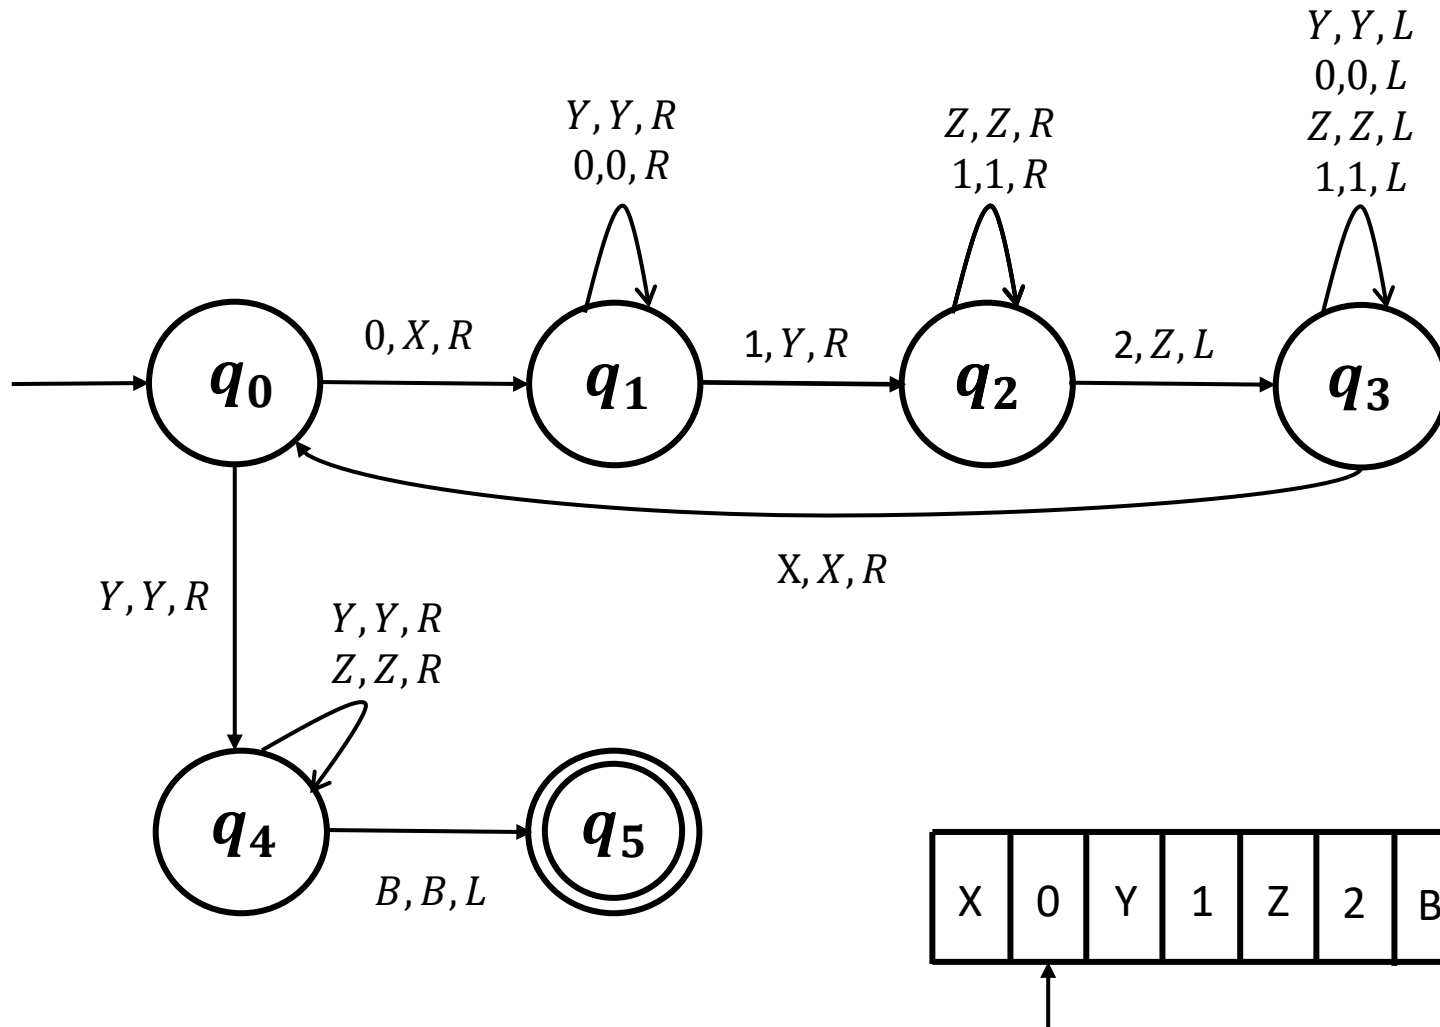 Y, Y, L
0,0, L
Z, Z, L
1,1, L
Y, Y, R
0,0, R
Z, Z, R
1,1, R
0, X, R
1, Y, R
2, Z, L
q0
q1
q2
q3
X, X, R
Y, Y, R
Y, Y, R
Z, Z, R
q4
q5
B, B, L
X 0 Y 1 Z 2 B